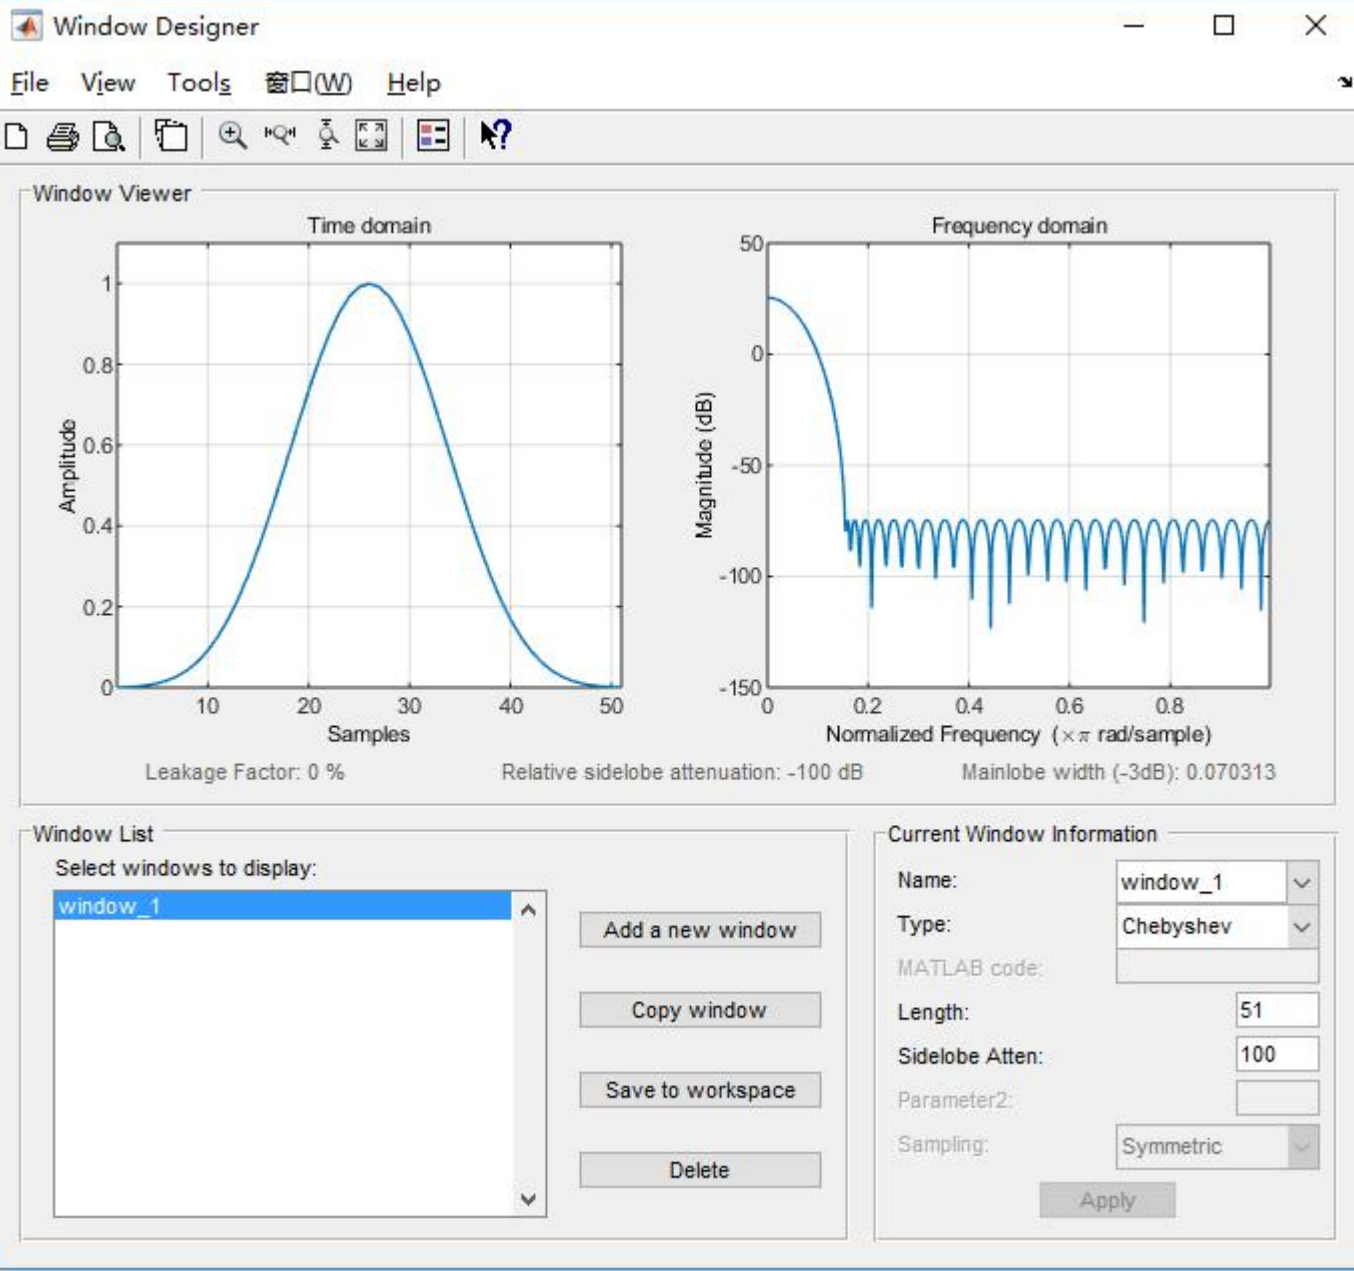 Window Designer
File View Tools 窗口(W) Help
Window Viewer
Time domain
1
0.8
0.6
0.4
0.2
0
Amplitude
10 20 30 40 50
Samples
Frequency domain
50
0
-50
-100
-150
Magnitude (dB)
0 0.2 0.4 0.6 0.8
Normalized Frequency (×π rad/sample)
Leakage Factor: 0 % Relative sidelobe attenuation: -100 dB Mainlobe width (-3dB): 0.070313
Window List
Select windows to display:
window_1
Add a new window
Copy window
Save to workspace
Delete
Current Window Information
Name: window_1
Type: Chebyshev
MATLAB code:
Length: 51
Sidelobe Atten: 100
Parameter2:
Sampling: Symmetric
Apply